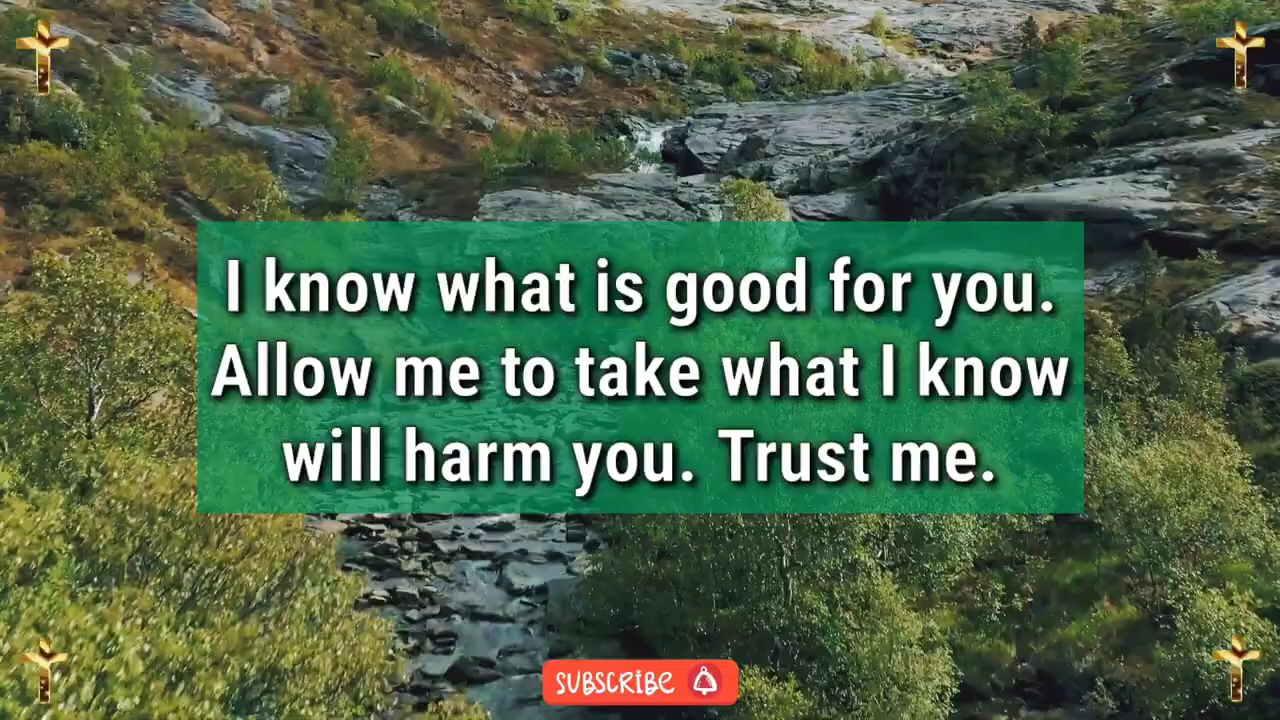 I know what is good for you.
Allow me to take what I know
will harm you. Trust me.
SUBSCRIBE